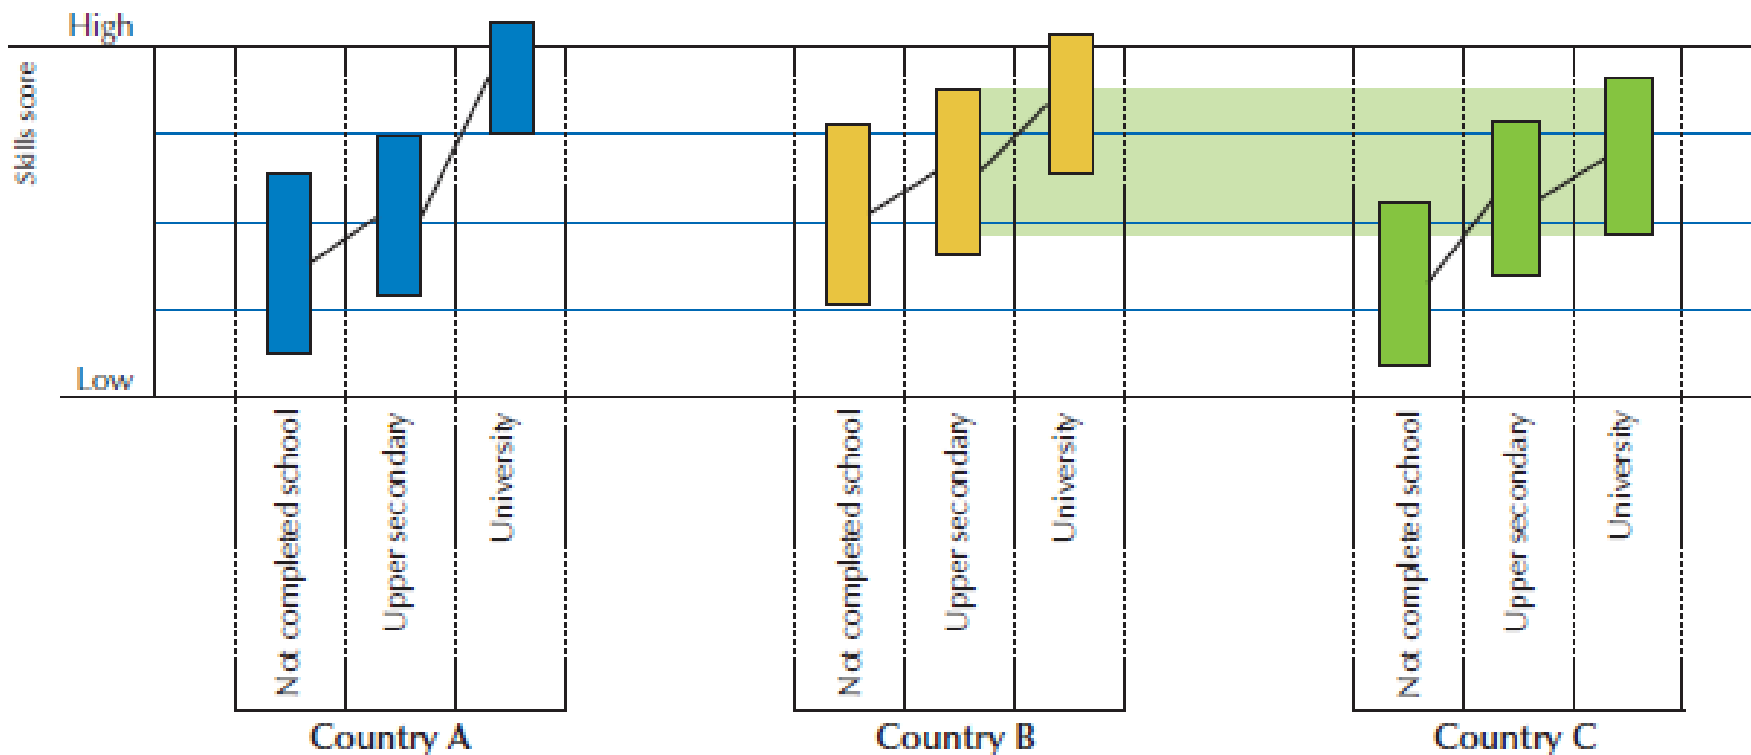 High
Skills score
Low
Not completed school
Upper secondary
University
Not completed school
Upper secondary
University
Not completed school
Upper secondary
University
Country A
Country B
Country C